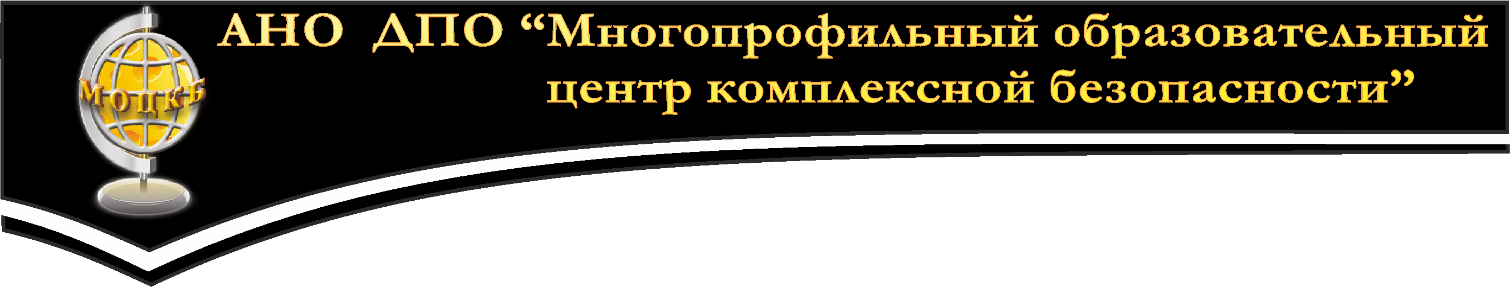 АНО ДПО “Многопрофильный образовательный
центр комплексной безопасности”
МОЦКБ